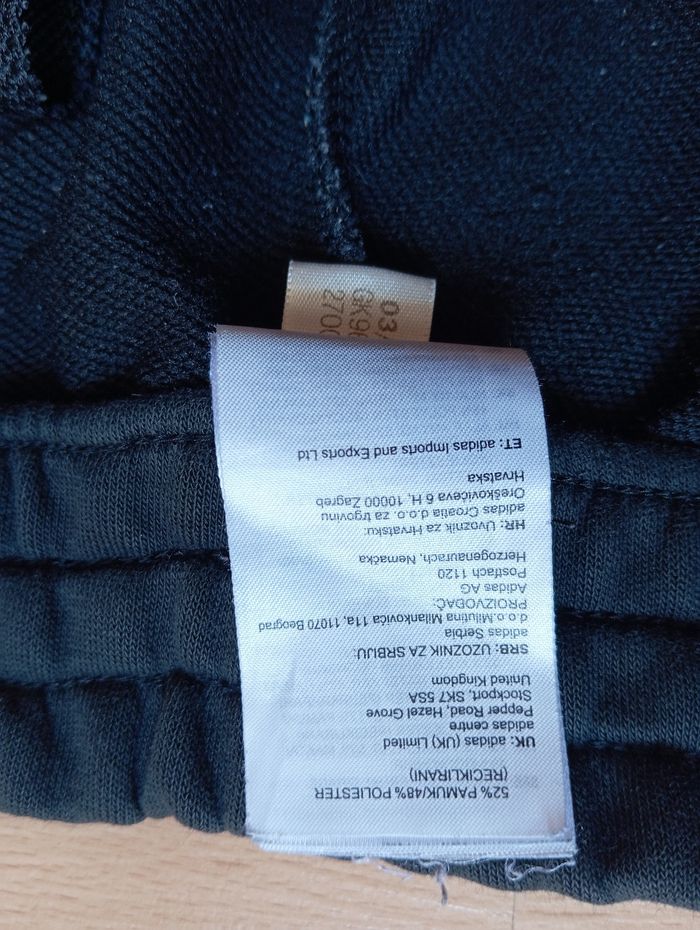 52% PAMUK/48% POLIESTER
(RECIKLIRANI)
UK: adidas (UK) Limited
adidas centre
Pepper Road, Hazel Grove
Stockport, SK7 5SA
United Kingdom
SRB: UZOZNIK ZA SRBIJU:
adidas Serbia
d.o.o.Milutina Milankovića 11a, 11070 Beograd
PROIZVOĐAČ:
Adidas AG
Postfach 1120
Herzogenaurach, Nemačka
HR: Uvoznik za Hrvatsku:
adidas Croatia d.o.o. za trgovinu
Oreškovićeva 6 H, 10000 Zagreb
Hrvatska
ET: adidas Imports and Exports Ltd